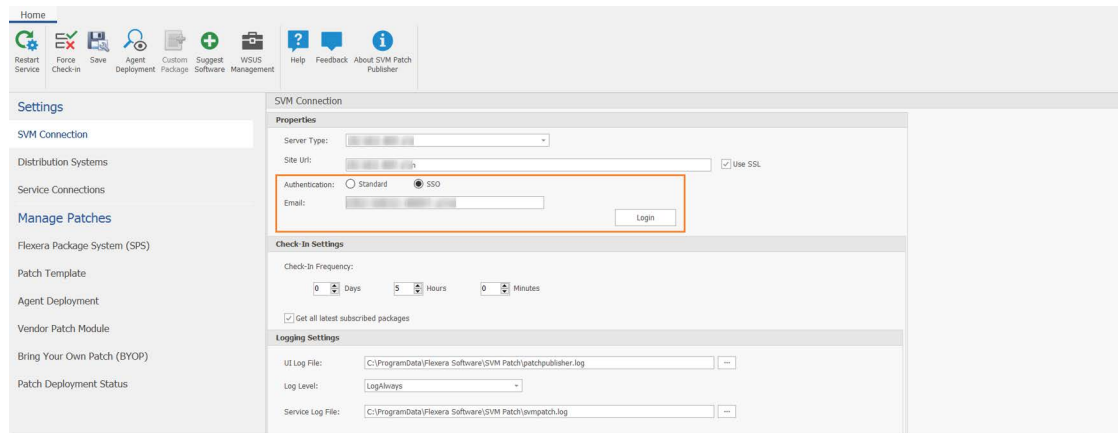 Home
Restart Service
Force Check-in
Save
Agent Deployment
Custom Package
Suggest Software
WSUS Management
Help
Feedback
About SVM Patch Publisher
Settings
SVM Connection
Distribution Systems
Service Connections
Manage Patches
Flexera Package System (SPS)
Patch Template
Agent Deployment
Vendor Patch Module
Bring Your Own Patch (BYOP)
Patch Deployment Status
SVM Connection
Properties
Server Type:
Site Url: Use SSL
Authentication: Standard SSO
Email:
Login
Check-In Settings
Check-In Frequency:
0 Days 5 Hours 0 Minutes
Get all latest subscribed packages
Logging Settings
UI Log File: C:\ProgramData\Flexera Software\SVM Patch\patchpublisher.log ...
Log Level: LogAlways
Service Log File: C:\ProgramData\Flexera Software\SVM Patch\svmpatch.log ...